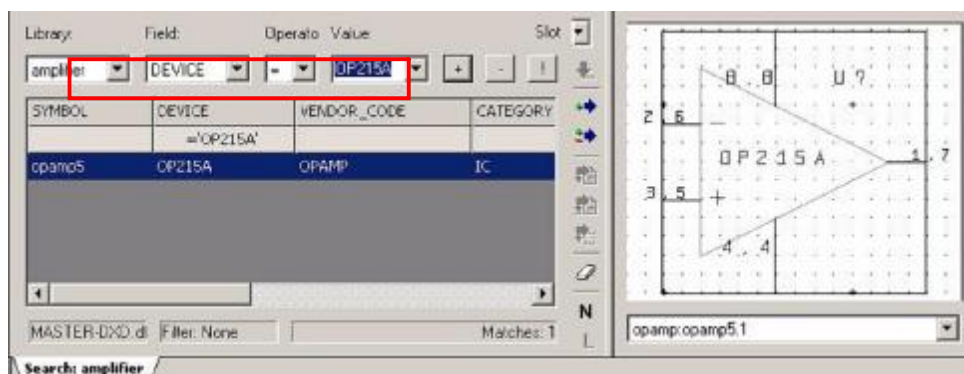 Library: Field: Operato Value: Slot
amplifier DEVICE = OP215A + - !
SYMBOL DEVICE VENDOR_CODE CATEGORY
='OP215A'
opamp5 OP215A OPAMP IC
MASTER-DXD.dl Filter: None Matches: 1
N
L
Search: amplifier
8 . 8 U ?
2 . 6 -
OP215A 1 . 7
3 . 5 +
4 . 4
opamp:opamp5.1